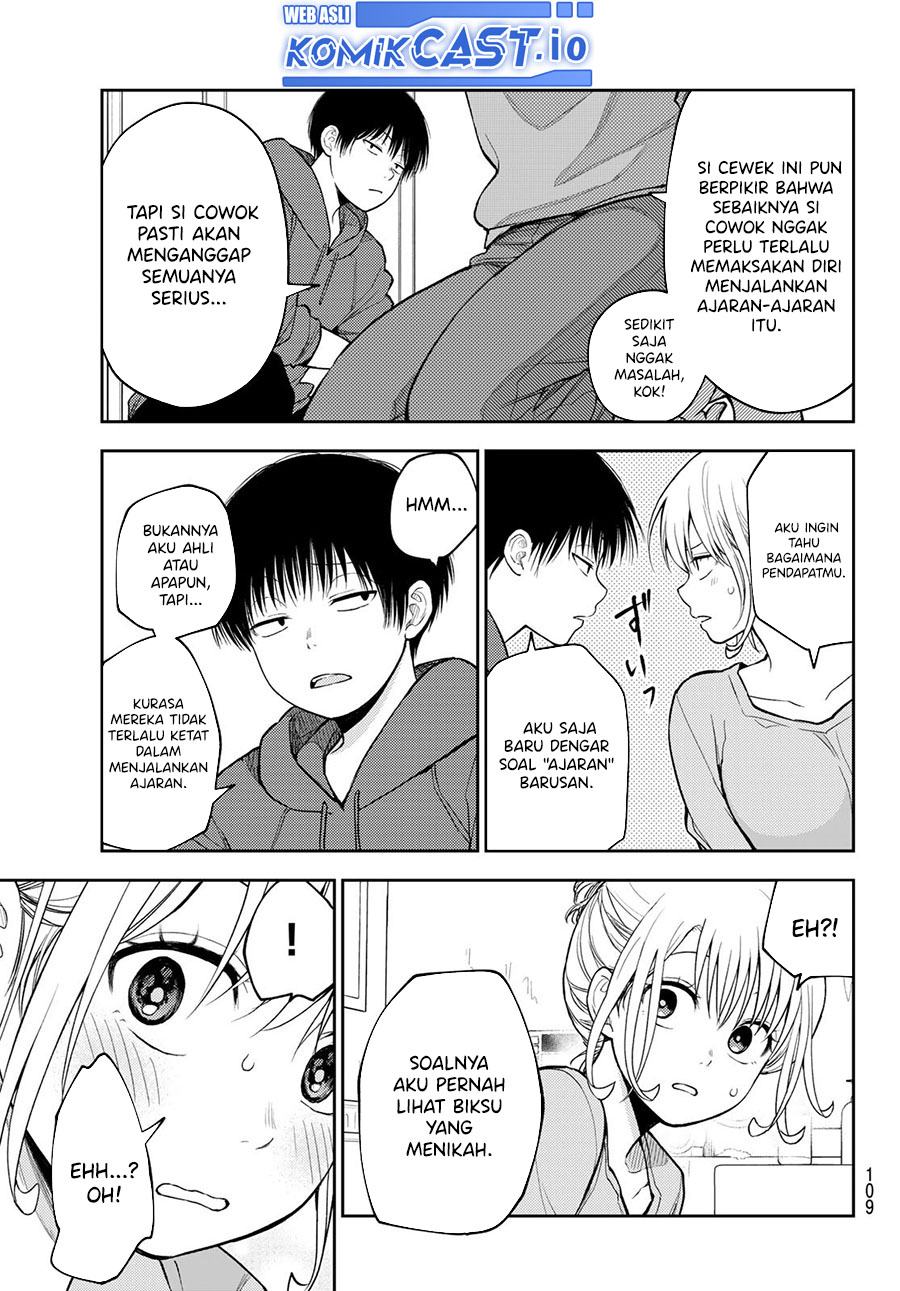 WEB ASLI
KOMIKCAST.io
SI CEWEK INI PUN
BERPIKIR BAHWA
SEBAIKNYA SI
COWOK NGGAK
PERLU TERLALU
MEMAKSAKAN DIRI
MENJALANKAN
AJARAN-AJARAN
ITU.
SEDIKIT
SAJA
NGGAK
MASALAH,
KOK!
TAPI SI COWOK
PASTI AKAN
MENGANGGAP
SEMUANYA
SERIUS...
AKU INGIN
TAHU
BAGAIMANA
PENDAPATMU.
ずいっ
AKU SAJA
BARU DENGAR
SOAL "AJARAN"
BARUSAN.
HMM...
BUKANNYA
AKU AHLI
ATAU
APAPUN,
TAPI...
KURASA
MEREKA TIDAK
TERLALU KETAT
DALAM
MENJALANKAN
AJARAN.
EH?!
SOALNYA
AKU PERNAH
LIHAT BIKSU
YANG
MENIKAH.
!
EHH...?
OH!
109